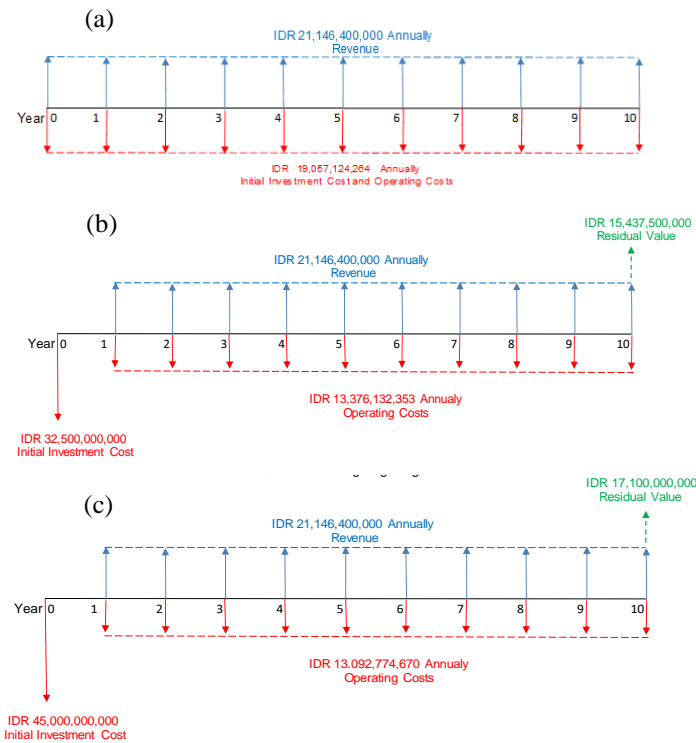 (a)
IDR 21,146,400,000 Annually
Revenue
Year 0 1 2 3 4 5 6 7 8 9 10
IDR 19,057,124,264 Annually
Initial Investment Cost and Operating Costs
(b)
IDR 15,437,500,000
Residual Value
IDR 21,146,400,000 Annually
Revenue
Year 0 1 2 3 4 5 6 7 8 9 10
IDR 13,376,132,353 Annualy
Operating Costs
IDR 32,500,000,000
Initial Investment Cost
IDR 17,100,000,000
Residual Value
(c)
IDR 21,146,400,000 Annually
Revenue
Year 0 1 2 3 4 5 6 7 8 9 10
IDR 13.092,774,670 Annualy
Operating Costs
IDR 45,000,000,000
Initial Investment Cost